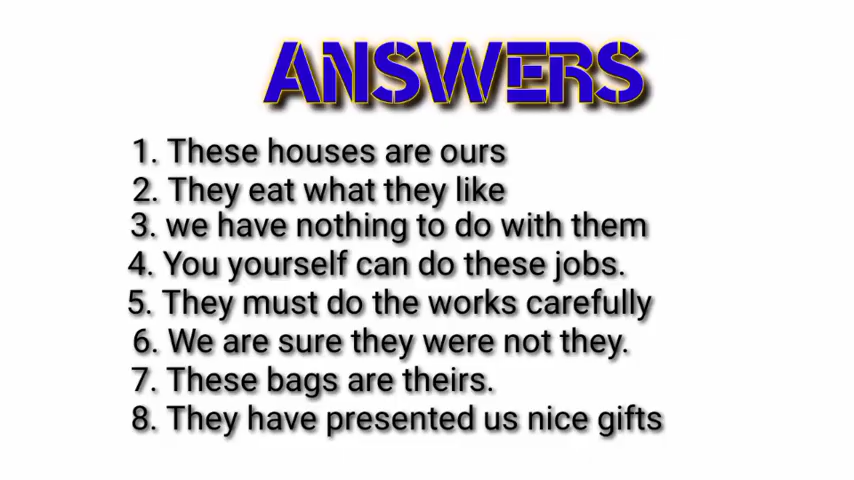 ANSWERS
1. These houses are ours
2. They eat what they like
3. we have nothing to do with them
4. You yourself can do these jobs.
5. They must do the works carefully
6. We are sure they were not they.
7. These bags are theirs.
8. They have presented us nice gifts